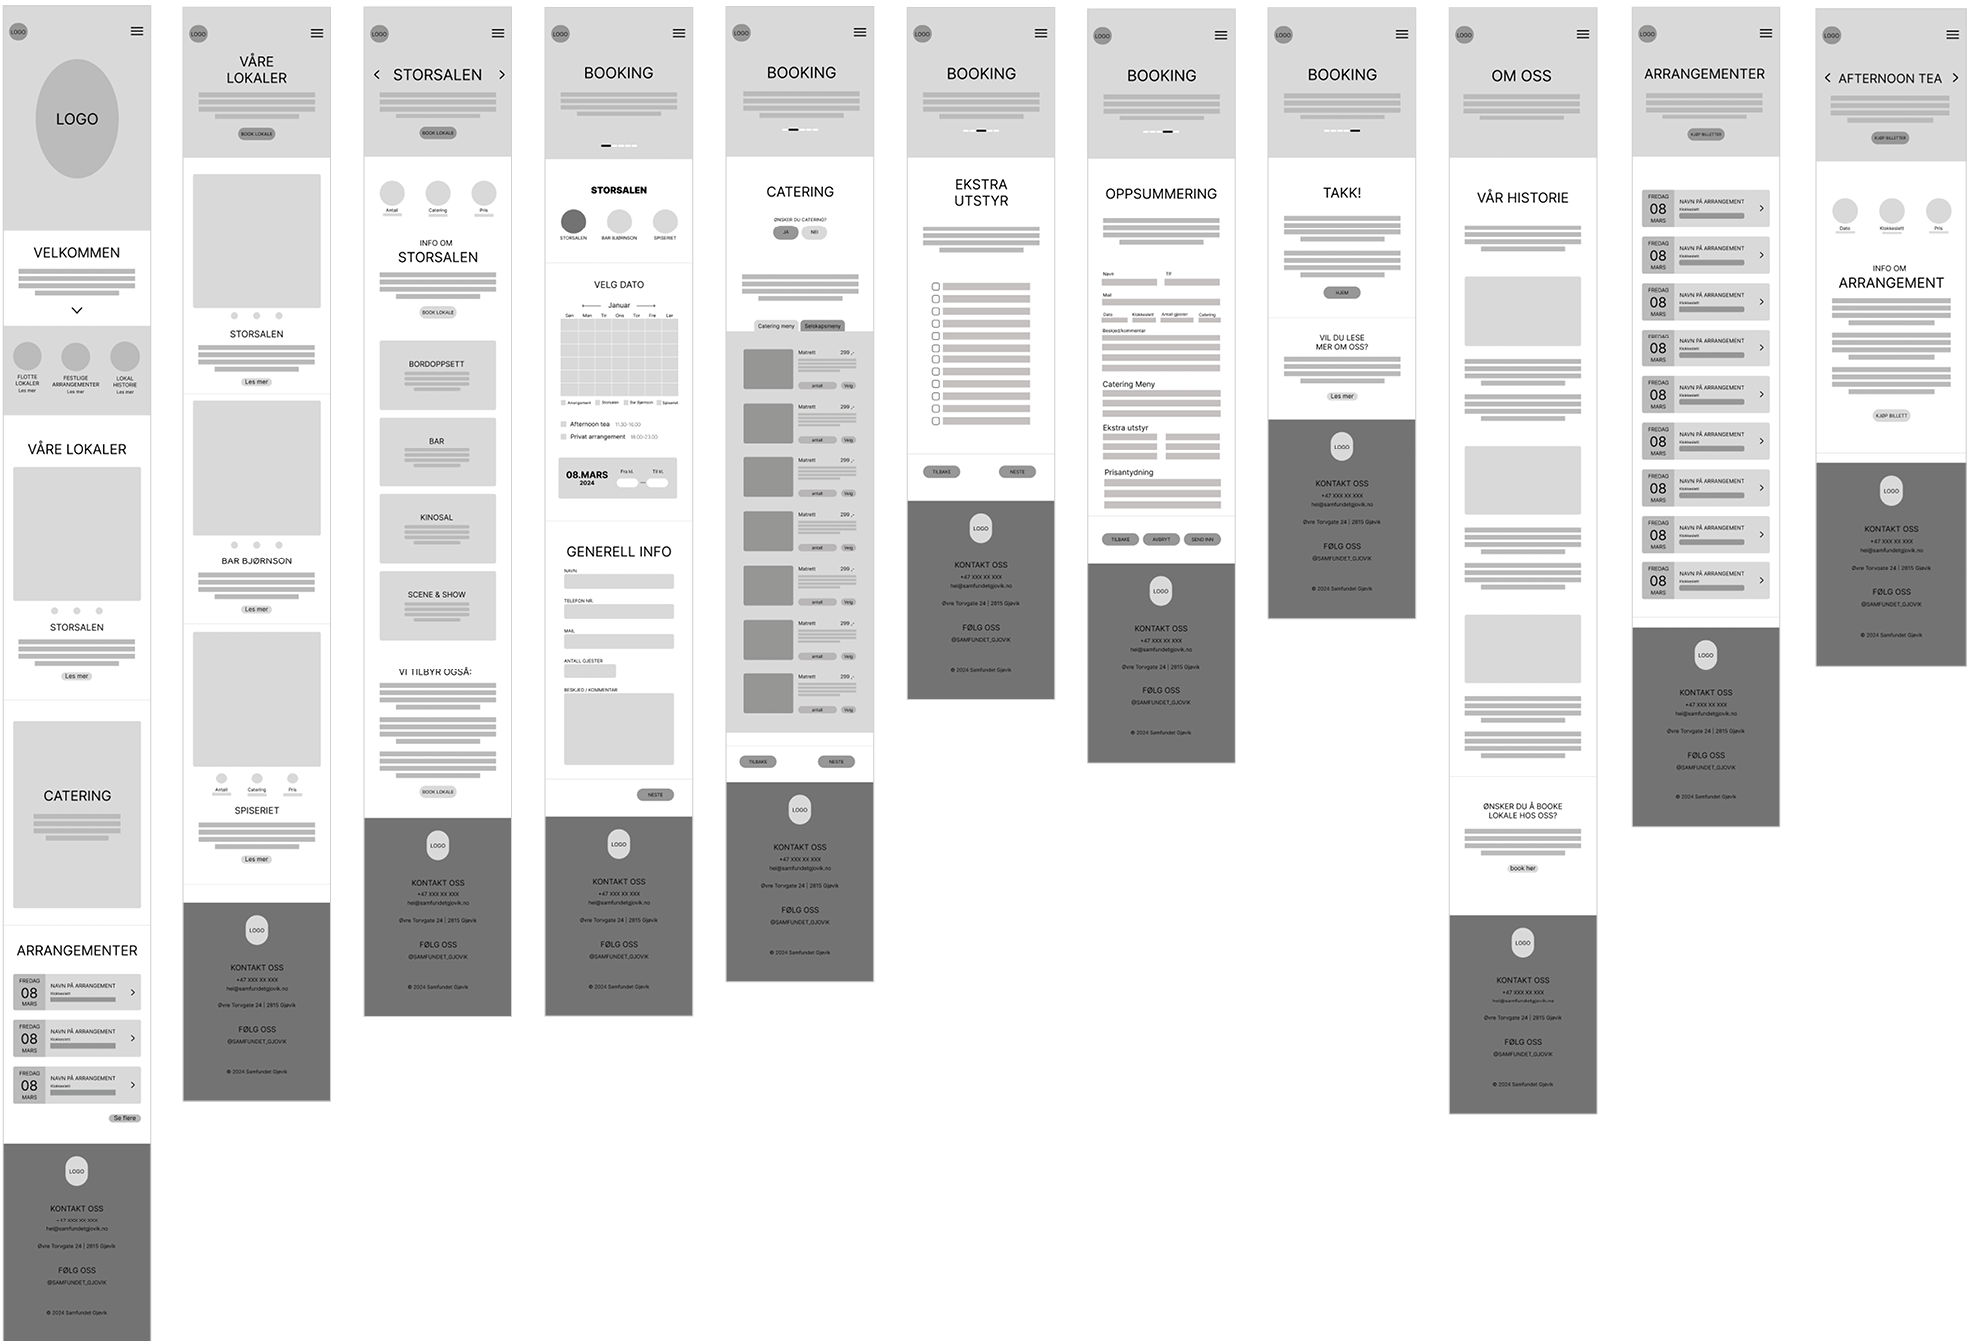 LOGO
LOGO
VELKOMMEN
FLOTTE
LOKALER
Les mer
FESTLIGE
ARRANGEMENTER
Les mer
LOKAL
HISTORIE
Les mer
VÅRE LOKALER
STORSALEN
Les mer
CATERING
ARRANGEMENTER
FREDAG
08
MARS
NAVN PÅ ARRANGEMENT
Klokkeslett
FREDAG
08
MARS
NAVN PÅ ARRANGEMENT
Klokkeslett
FREDAG
08
MARS
NAVN PÅ ARRANGEMENT
Klokkeslett
Se flere
LOGO
KONTAKT OSS
+47 XXX XX XXX
hei@samfundetgjovik.no
Øvre Torvgate 24 | 2815 Gjøvik
FØLG OSS
@SAMFUNDET_GJOVIK
© 2024 Samfundet Gjøvik
LOGO
VÅRE
LOKALER
BOOK LOKALE
STORSALEN
Les mer
BAR BJØRNSON
Les mer
Antall
Catering
Pris
SPISERIET
Les mer
LOGO
KONTAKT OSS
+47 XXX XX XXX
hei@samfundetgjovik.no
Øvre Torvgate 24 | 2815 Gjøvik
FØLG OSS
@SAMFUNDET_GJOVIK
© 2024 Samfundet Gjøvik
LOGO
STORSALEN
BOOK LOKALE
Antall
Catering
Pris
INFO OM
STORSALEN
BOOK LOKALE
BORDOPPSETT
BAR
KINOSAL
SCENE & SHOW
VI TILBYR OGSÅ:
BOOK LOKALE
LOGO
KONTAKT OSS
+47 XXX XX XXX
hei@samfundetgjovik.no
Øvre Torvgate 24 | 2815 Gjøvik
FØLG OSS
@SAMFUNDET_GJOVIK
© 2024 Samfundet Gjøvik
LOGO
BOOKING
STORSALEN
STORSALEN
BAR BJØRNSON
SPISERIET
VELG DATO
Januar
Søn Man Tir Ons Tor Fre Lør
Arrangement Storsalen Bar Bjørnson Spiseriet
Afternoon tea 11.30-16.00
Privat arrangement 18:00-23.00
08.MARS
2024
Fra kl.
Til kl.
GENERELL INFO
NAVN
TELEFON NR.
MAIL
ANTALL GJESTER
BESKJED / KOMMENTAR
NESTE
LOGO
KONTAKT OSS
+47 XXX XX XXX
hei@samfundetgjovik.no
Øvre Torvgate 24 | 2815 Gjøvik
FØLG OSS
@SAMFUNDET_GJOVIK
© 2024 Samfundet Gjøvik
LOGO
BOOKING
CATERING
ØNSKER DU CATERING?
JA
NEI
Catering meny
Selskapsmeny
Matrett 299 ,-
antall Velg
Matrett 299 ,-
antall Velg
Matrett 299 ,-
antall Velg
Matrett 299 ,-
antall Velg
Matrett 299 ,-
antall Velg
Matrett 299 ,-
antall Velg
Matrett 299 ,-
antall Velg
TILBAKE
NESTE
LOGO
KONTAKT OSS
+47 XXX XX XXX
hei@samfundetgjovik.no
Øvre Torvgate 24 | 2815 Gjøvik
FØLG OSS
@SAMFUNDET_GJOVIK
© 2024 Samfundet Gjøvik
LOGO
BOOKING
EKSTRA
UTSTYR
TILBAKE
NESTE
LOGO
KONTAKT OSS
+47 XXX XX XXX
hei@samfundetgjovik.no
Øvre Torvgate 24 | 2815 Gjøvik
FØLG OSS
@SAMFUNDET_GJOVIK
© 2024 Samfundet Gjøvik
LOGO
BOOKING
OPPSUMMERING
Navn
Tlf
Mail
Dato
Klokkeslett
Antall gjester
Catering
Beskjed/kommentar
Catering Meny
Ekstra utstyr
Prisantydning
TILBAKE
AVBRYT
SEND INN
LOGO
KONTAKT OSS
+47 XXX XX XXX
hei@samfundetgjovik.no
Øvre Torvgate 24 | 2815 Gjøvik
FØLG OSS
@SAMFUNDET_GJOVIK
© 2024 Samfundet Gjøvik
LOGO
BOOKING
TAKK!
HJEM
VIL DU LESE
MER OM OSS?
Les mer
LOGO
KONTAKT OSS
+47 XXX XX XXX
hei@samfundetgjovik.no
Øvre Torvgate 24 | 2815 Gjøvik
FØLG OSS
@SAMFUNDET_GJOVIK
© 2024 Samfundet Gjøvik
LOGO
OM OSS
VÅR HISTORIE
ØNSKER DU Å BOOKE
LOKALE HOS OSS?
book her
LOGO
KONTAKT OSS
+47 XXX XX XXX
hei@samfundetgjovik.no
Øvre Torvgate 24 | 2815 Gjøvik
FØLG OSS
@SAMFUNDET_GJOVIK
© 2024 Samfundet Gjøvik
LOGO
ARRANGEMENTER
KJØP BILLETTER
FREDAG
08
MARS
NAVN PÅ ARRANGEMENT
Klokkeslett
FREDAG
08
MARS
NAVN PÅ ARRANGEMENT
Klokkeslett
FREDAG
08
MARS
NAVN PÅ ARRANGEMENT
Klokkeslett
FREDAG
08
MARS
NAVN PÅ ARRANGEMENT
Klokkeslett
FREDAG
08
MARS
NAVN PÅ ARRANGEMENT
Klokkeslett
FREDAG
08
MARS
NAVN PÅ ARRANGEMENT
Klokkeslett
FREDAG
08
MARS
NAVN PÅ ARRANGEMENT
Klokkeslett
FREDAG
08
MARS
NAVN PÅ ARRANGEMENT
Klokkeslett
FREDAG
08
MARS
NAVN PÅ ARRANGEMENT
Klokkeslett
LOGO
KONTAKT OSS
+47 XXX XX XXX
hei@samfundetgjovik.no
Øvre Torvgate 24 | 2815 Gjøvik
FØLG OSS
@SAMFUNDET_GJOVIK
© 2024 Samfundet Gjøvik
LOGO
AFTERNOON TEA
KJØP BILLETTER
Dato
Klokkeslett
Pris
INFO OM
ARRANGEMENT
KJØP BILLETT
LOGO
KONTAKT OSS
+47 XXX XX XXX
hei@samfundetgjovik.no
Øvre Torvgate 24 | 2815 Gjøvik
FØLG OSS
@SAMFUNDET_GJOVIK
© 2024 Samfundet Gjøvik